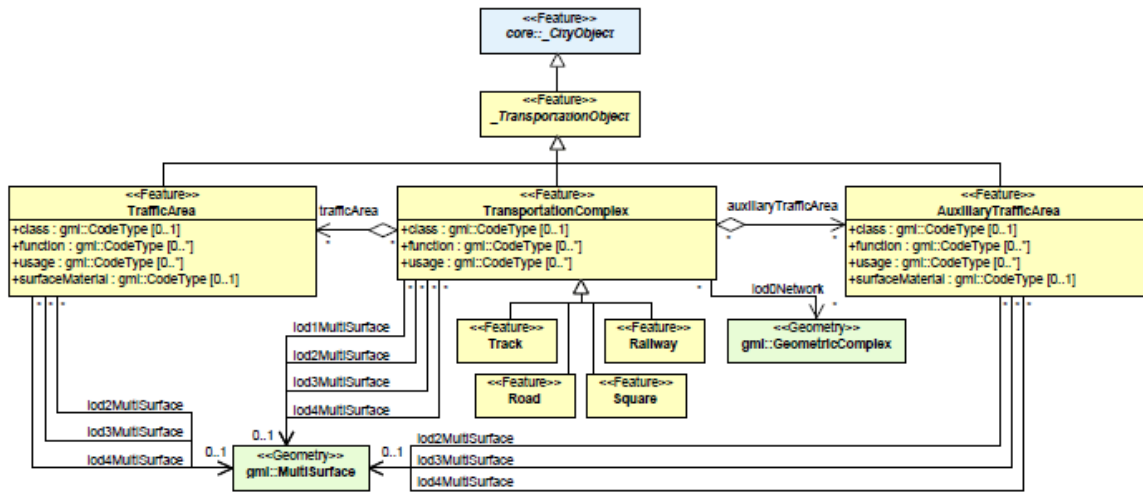 <<Feature>>
core::_CityObject
<<Feature>>
_TransportationObject
<<Feature>>
TrafficArea
+class : gml::CodeType [0..1]
+function : gml::CodeType [0..*]
+usage : gml::CodeType [0..*]
+surfaceMaterial : gml::CodeType [0..1]
trafficArea
*
*
<<Feature>>
TransportationComplex
+class : gml::CodeType [0..1]
+function : gml::CodeType [0..*]
+usage : gml::CodeType [0..*]
auxiliaryTrafficArea
*
*
<<Feature>>
AuxiliaryTrafficArea
+class : gml::CodeType [0..1]
+function : gml::CodeType [0..*]
+usage : gml::CodeType [0..*]
+surfaceMaterial : gml::CodeType [0..1]
* * *
* * * *
*
* * *
lod0Network
*
lod1MultiSurface
lod2MultiSurface
lod3MultiSurface
lod4MultiSurface
<<Feature>>
Track
<<Feature>>
Railway
<<Geometry>>
gml::GeometricComplex
<<Feature>>
Road
<<Feature>>
Square
lod2MultiSurface
lod3MultiSurface
lod4MultiSurface
0..1
0..1
<<Geometry>>
gml::MultiSurface
0..1
lod2MultiSurface
lod3MultiSurface
lod4MultiSurface